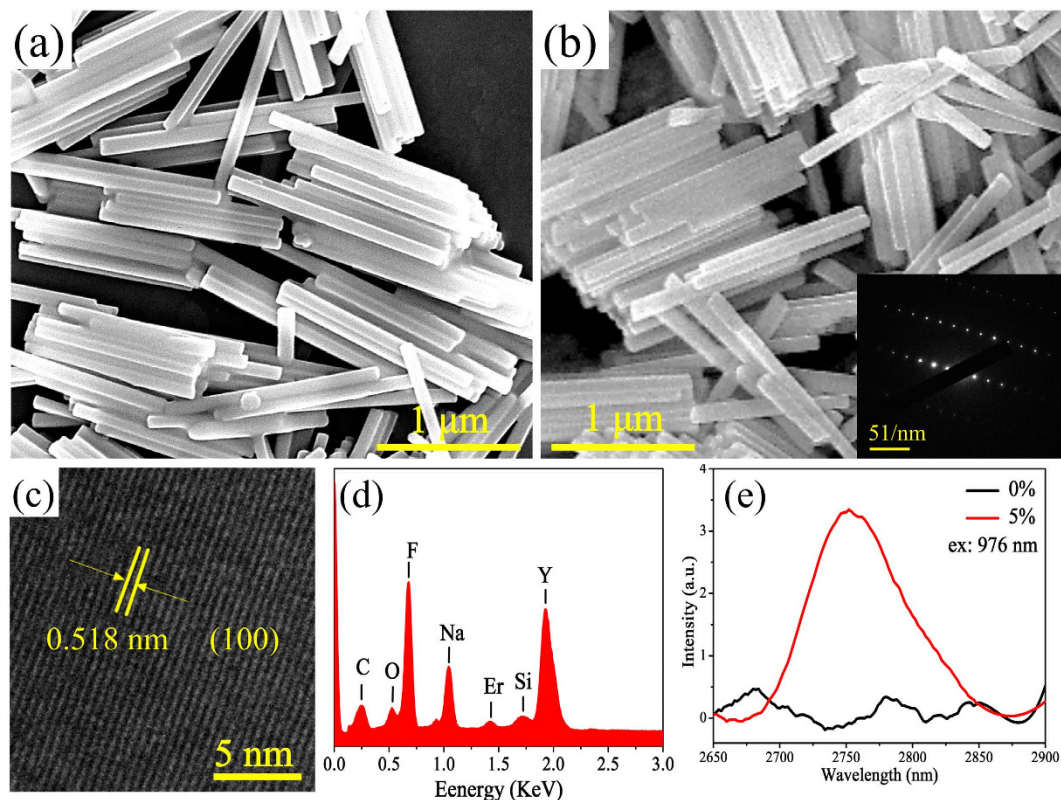 (a)
1 μm
(b)
1 μm
51/nm
(c)
0.518 nm (100)
5 nm
(d)
C
O
F
Na
Er
Si
Y
0.0 0.5 1.0 1.5 2.0 2.5 3.0
Eenergy (KeV)
(e)
0%
5%
ex: 976 nm
Intensity (a.u.)
4
3
2
1
0
2650 2700 2750 2800 2850 2900
Wavelength (nm)